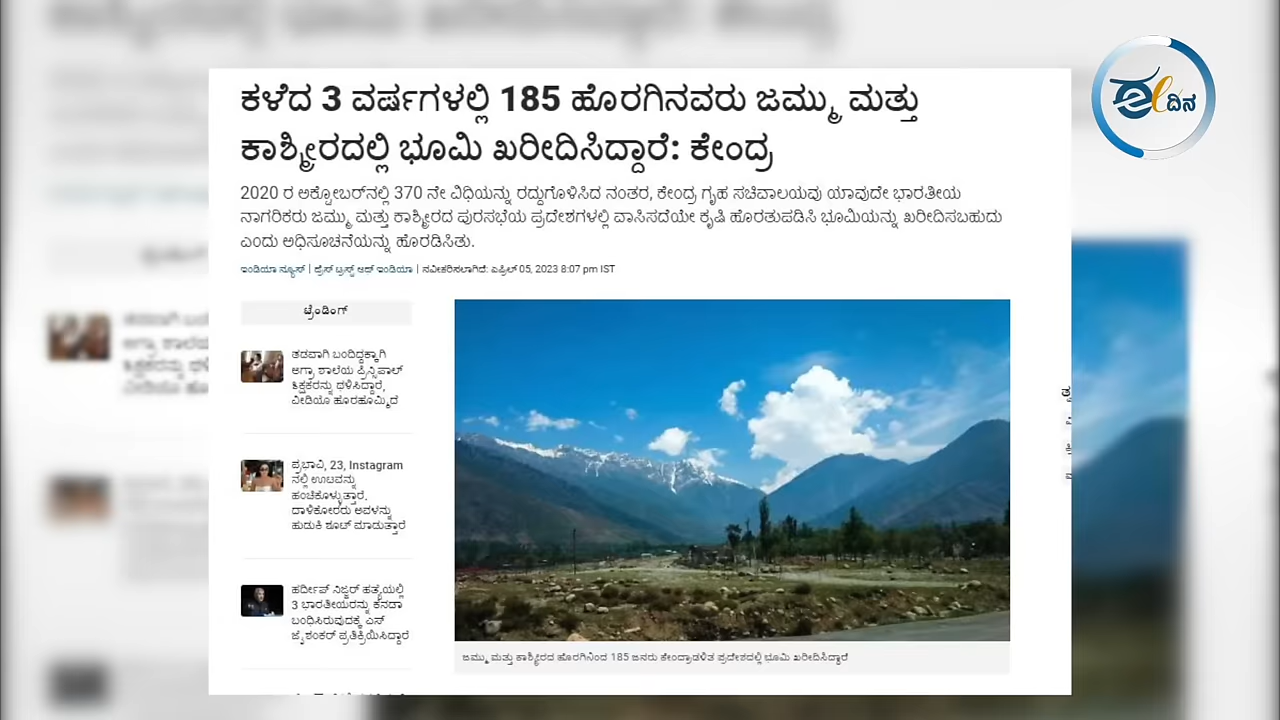 ಕಳೆದ 3 ವರ್ಷಗಳಲ್ಲಿ 185 ಹೊರಗಿನವರು ಜಮ್ಮು ಮತ್ತು
ಕಾಶ್ಮೀರದಲ್ಲಿ ಭೂಮಿ ಖರೀದಿಸಿದ್ದಾರೆ: ಕೇಂದ್ರ
2020 ರ ಅಕ್ಟೋಬರ್‌ನಲ್ಲಿ 370 ನೇ ವಿಧಿಯನ್ನು ರದ್ದುಗೊಳಿಸಿದ ನಂತರ, ಕೇಂದ್ರ ಗೃಹ ಸಚಿವಾಲಯವು ಯಾವುದೇ ಭಾರತೀಯ
ನಾಗರಿಕರು ಜಮ್ಮು ಮತ್ತು ಕಾಶ್ಮೀರದ ಪುರಸಭೆಯ ಪ್ರದೇಶಗಳಲ್ಲಿ ವಾಸಿಸದೆಯೇ ಕೃಷಿ ಹೊರತುಪಡಿಸಿ ಭೂಮಿಯನ್ನು ಖರೀದಿಸಬಹುದು
ಎಂದು ಅಧಿಸೂಚನೆಯನ್ನು ಹೊರಡಿಸಿತು.
ಇಂಡಿಯಾ ನ್ಯೂಸ್ | ಪ್ರೆಸ್ ಟ್ರಸ್ಟ್ ಆಫ್ ಇಂಡಿಯಾ | ನವೀಕರಿಸಲಾಗಿದೆ: ಏಪ್ರಿಲ್ 05, 2023 8:07 pm IST
ಟ್ರೆಂಡಿಂಗ್
ತಡವಾಗಿ ಬಂದಿದ್ದಕ್ಕಾಗಿ
ಆಗ್ರಾ ಶಾಲೆಯ ಪ್ರಿನ್ಸಿಪಾಲ್
ಶಿಕ್ಷಕರನ್ನು ಥಳಿಸಿದ್ದಾರೆ,
ವೀಡಿಯೊ ಹೊರಹೊಮ್ಮಿದೆ
ಪ್ರಭಾವಿ, 23, Instagram
ನಲ್ಲಿ ಊಟವನ್ನು
ಹಂಚಿಕೊಳ್ಳುತ್ತಾರೆ.
ದಾಳಿಕೋರರು ಅವಳನ್ನು
ಹುಡುಕಿ ಶೂಟ್ ಮಾಡುತ್ತಾರೆ
ಹರ್ದೀಪ್ ನಿಜ್ಜರ್ ಹತ್ಯೆಯಲ್ಲಿ
3 ಭಾರತೀಯರನ್ನು ಕೆನಡಾ
ಬಂಧಿಸಿರುವುದಕ್ಕೆ ಎಸ್
ಜೈಶಂಕರ್ ಪ್ರತಿಕ್ರಿಯಿಸಿದ್ದಾರೆ
ಜಮ್ಮು ಮತ್ತು ಕಾಶ್ಮೀರದ ಹೊರಗಿನಿಂದ 185 ಜನರು ಕೇಂದ್ರಾಡಳಿತ ಪ್ರದೇಶದಲ್ಲಿ ಭೂಮಿ ಖರೀದಿಸಿದ್ದಾರೆ
ಈದಿನ